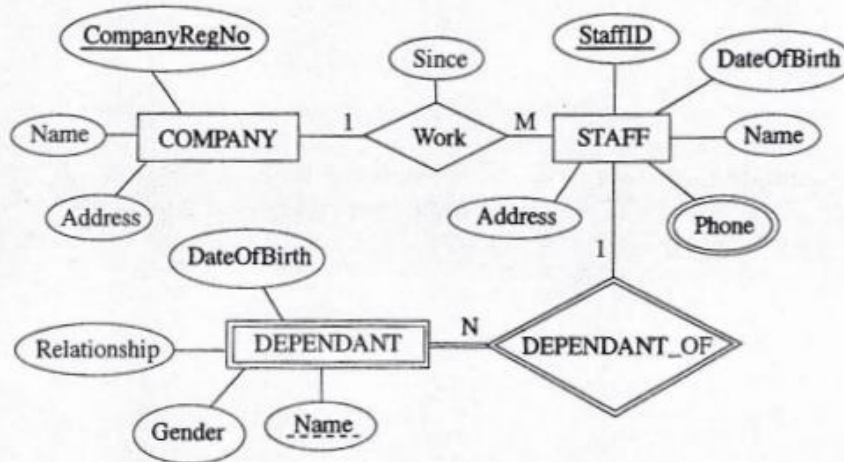 CompanyRegNo
StaffID
Since
DateOfBirth
Name
COMPANY
1
Work
M
STAFF
Name
Address
Address
Phone
DateOfBirth
1
Relationship
DEPENDANT
N
DEPENDANT_OF
Gender
Name